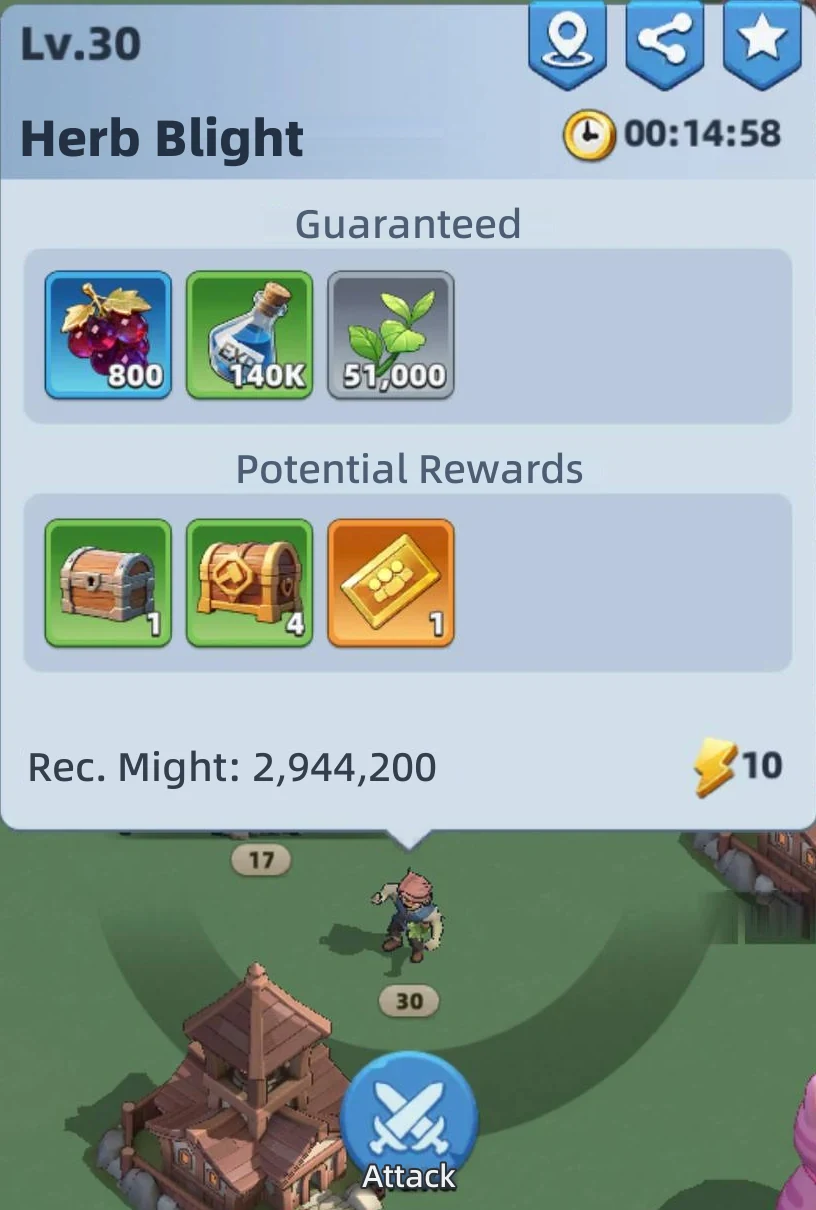 Lv.30
Herb Blight
00:14:58
Guaranteed
800
EXP
140K
51,000
Potential Rewards
1
4
1
Rec. Might: 2,944,200
10
17
30
Attack